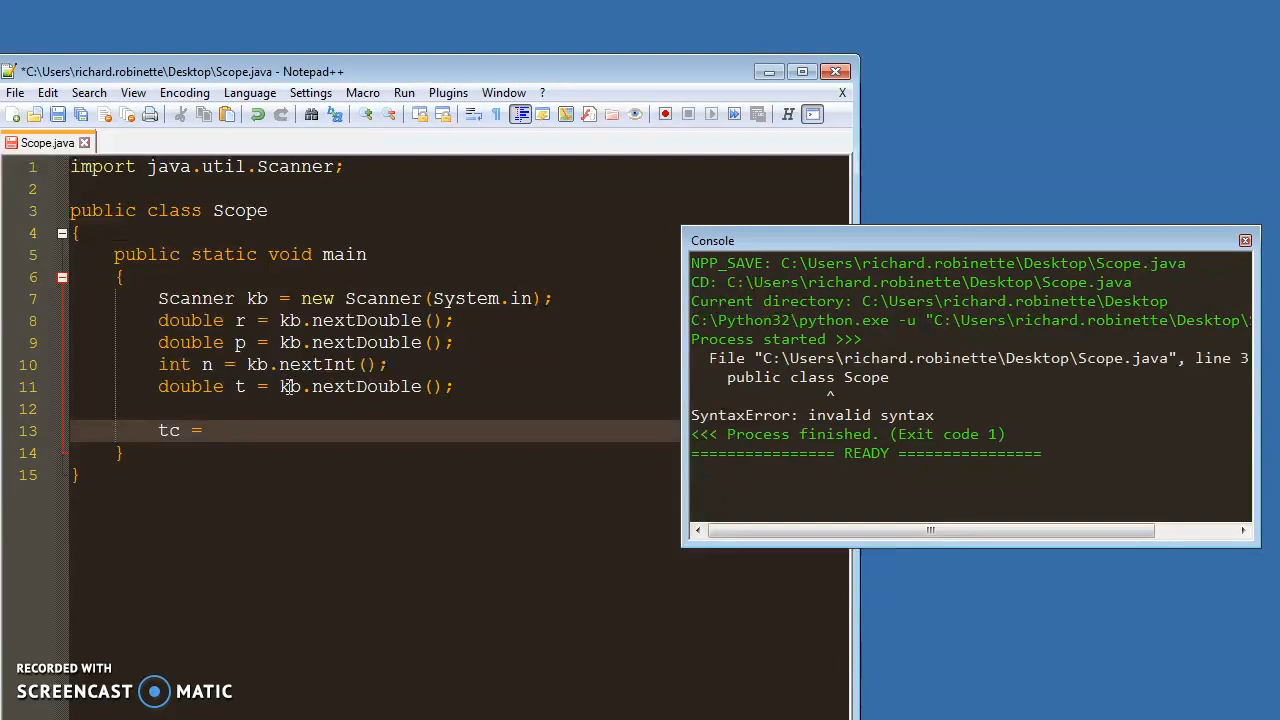 *C:\Users\richard.robinette\Desktop\Scope.java - Notepad++
File Edit Search View Encoding Language Settings Macro Run Plugins Window ? X
Scope.java
1 import java.util.Scanner;
2
3 public class Scope
4 {
5 public static void main
6 {
7 Scanner kb = new Scanner(System.in);
8 double r = kb.nextDouble();
9 double p = kb.nextDouble();
10 int n = kb.nextInt();
11 double t = kb.nextDouble();
12
13 tc =
14 }
15 }
Console
NPP_SAVE: C:\Users\richard.robinette\Desktop\Scope.java
CD: C:\Users\richard.robinette\Desktop\Scope.java
Current directory: C:\Users\richard.robinette\Desktop
C:\Python32\python.exe -u "C:\Users\richard.robinette\Desktop\
Process started >>>
File "C:\Users\richard.robinette\Desktop\Scope.java", line 3
public class Scope
^
SyntaxError: invalid syntax
<<< Process finished. (Exit code 1)
================ READY ================
RECORDED WITH
SCREENCAST MATIC